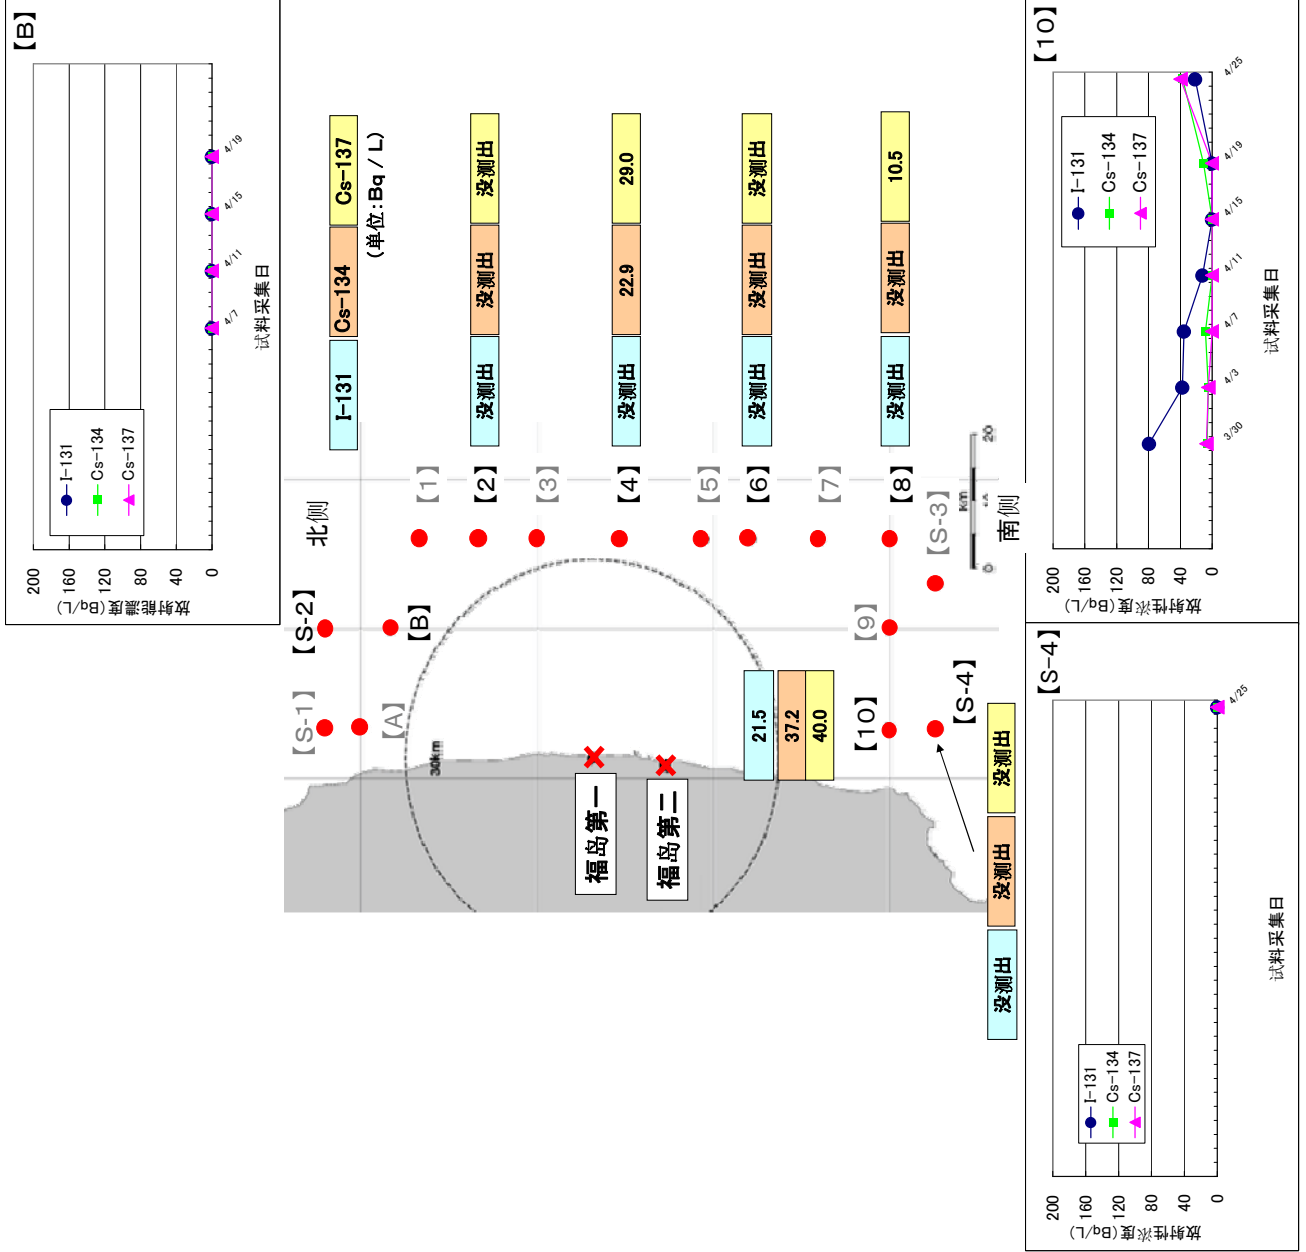 【B】
200
160
120
80
40
0
放射能濃度(Bq/L)
I-131
Cs-134
Cs-137
4/7
4/11
4/15
4/19
试料采集日
I-131 Cs-134 Cs-137
(单位:Bq / L)
没测出 没测出 没测出
没测出 22.9 29.0
没测出 没测出 没测出
没测出 没测出 10.5
北侧
【1】
【2】
【3】
【4】
【5】
【6】
【7】
【8】
【S-3】
南侧
km
0
20
【S-2】
【B】
【9】
【S-1】
【A】
30km
【10】
【S-4】
21.5
37.2
40.0
福岛第一
福岛第二
没测出 没测出 没测出
【10】
200
160
120
80
40
0
放射性浓度(Bq/L)
I-131
Cs-134
Cs-137
3/30
4/3
4/7
4/11
4/15
4/19
4/25
试料采集日
【S-4】
200
160
120
80
40
0
放射性浓度(Bq/L)
I-131
Cs-134
Cs-137
4/25
试料采集日